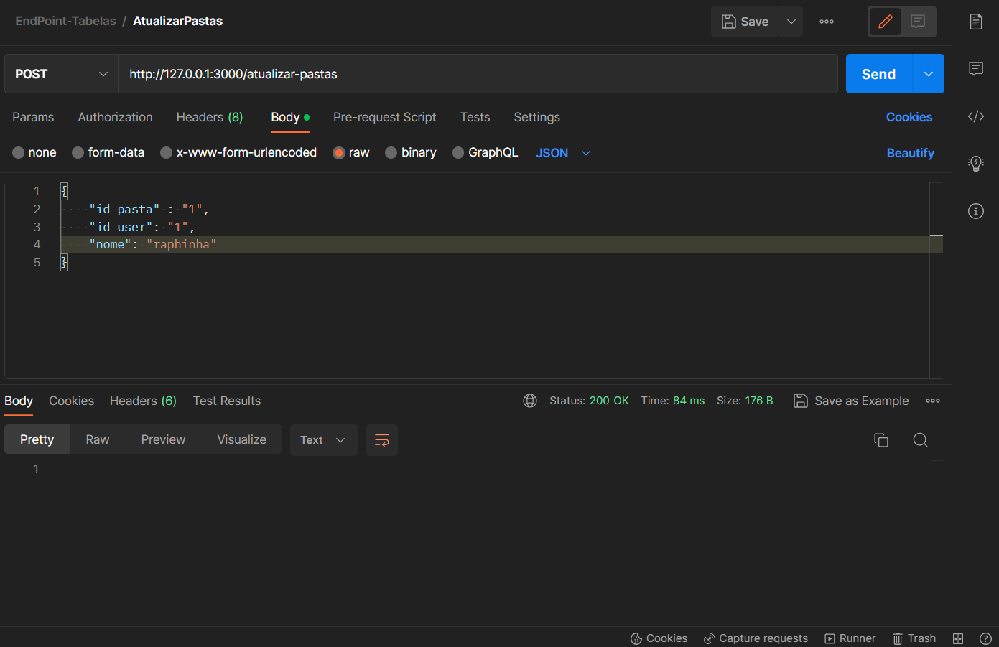 EndPoint-Tabelas / AtualizarPastas
Save
POST
http://127.0.0.1:3000/atualizar-pastas
Send
Params Authorization Headers (8) Body Pre-request Script Tests Settings Cookies
none form-data x-www-form-urlencoded raw binary GraphQL JSON Beautify
1 {
2 "id_pasta" : "1",
3 "id_user": "1",
4 "nome": "raphinha"
5 }
Body Cookies Headers (6) Test Results Status: 200 OK Time: 84 ms Size: 176 B Save as Example
Pretty Raw Preview Visualize Text
1
Cookies Capture requests Runner Trash